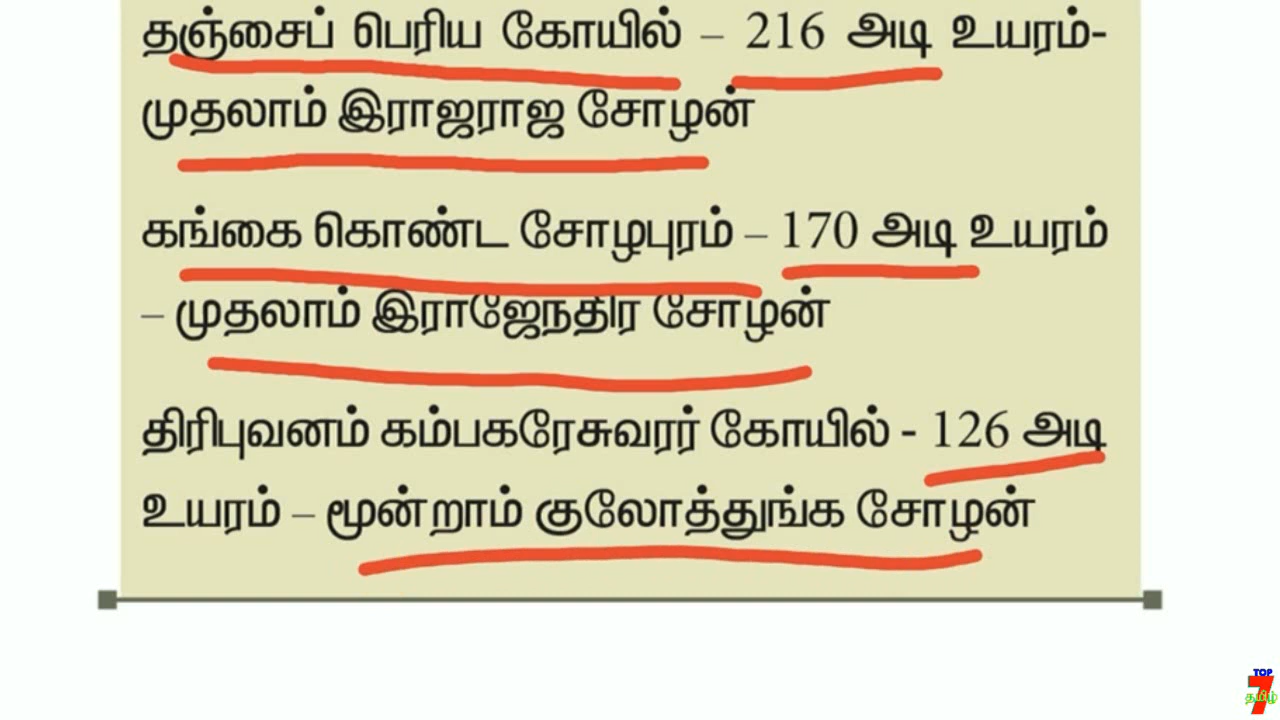 தஞ்சைப் பெரிய கோயில் – 216 அடி உயரம்-
முதலாம் இராஜராஜ சோழன்
கங்கை கொண்ட சோழபுரம் – 170 அடி உயரம்
– முதலாம் இராஜேந்திர சோழன்
திரிபுவனம் கம்பகரேசுவரர் கோயில் - 126 அடி
உயரம் – மூன்றாம் குலோத்துங்க சோழன்
TOP
7
தமிழ்